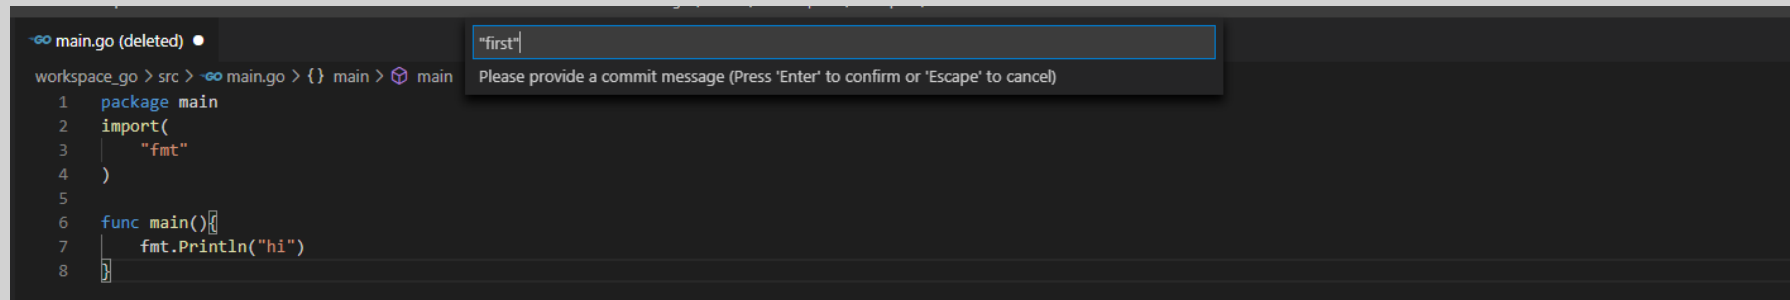 GO main.go (deleted) ●
"first"
Please provide a commit message (Press 'Enter' to confirm or 'Escape' to cancel)
workspace_go > src > GO main.go > {} main > main
1 package main
2 import(
3     "fmt"
4 )
5
6 func main(){
7     fmt.Println("hi")
8 }